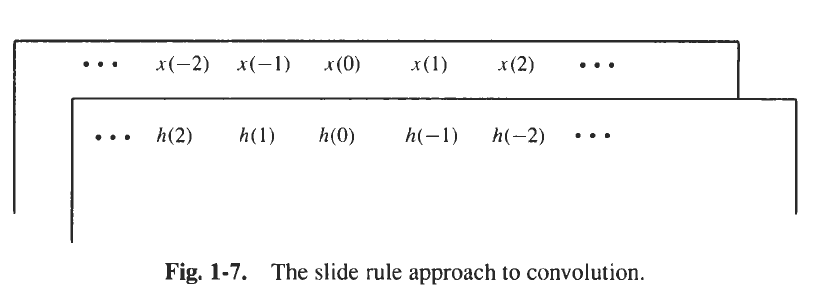 ••• x(−2) x(−1) x(0) x(1) x(2) •••
••• h(2) h(1) h(0) h(−1) h(−2) •••
Fig. 1-7. The slide rule approach to convolution.